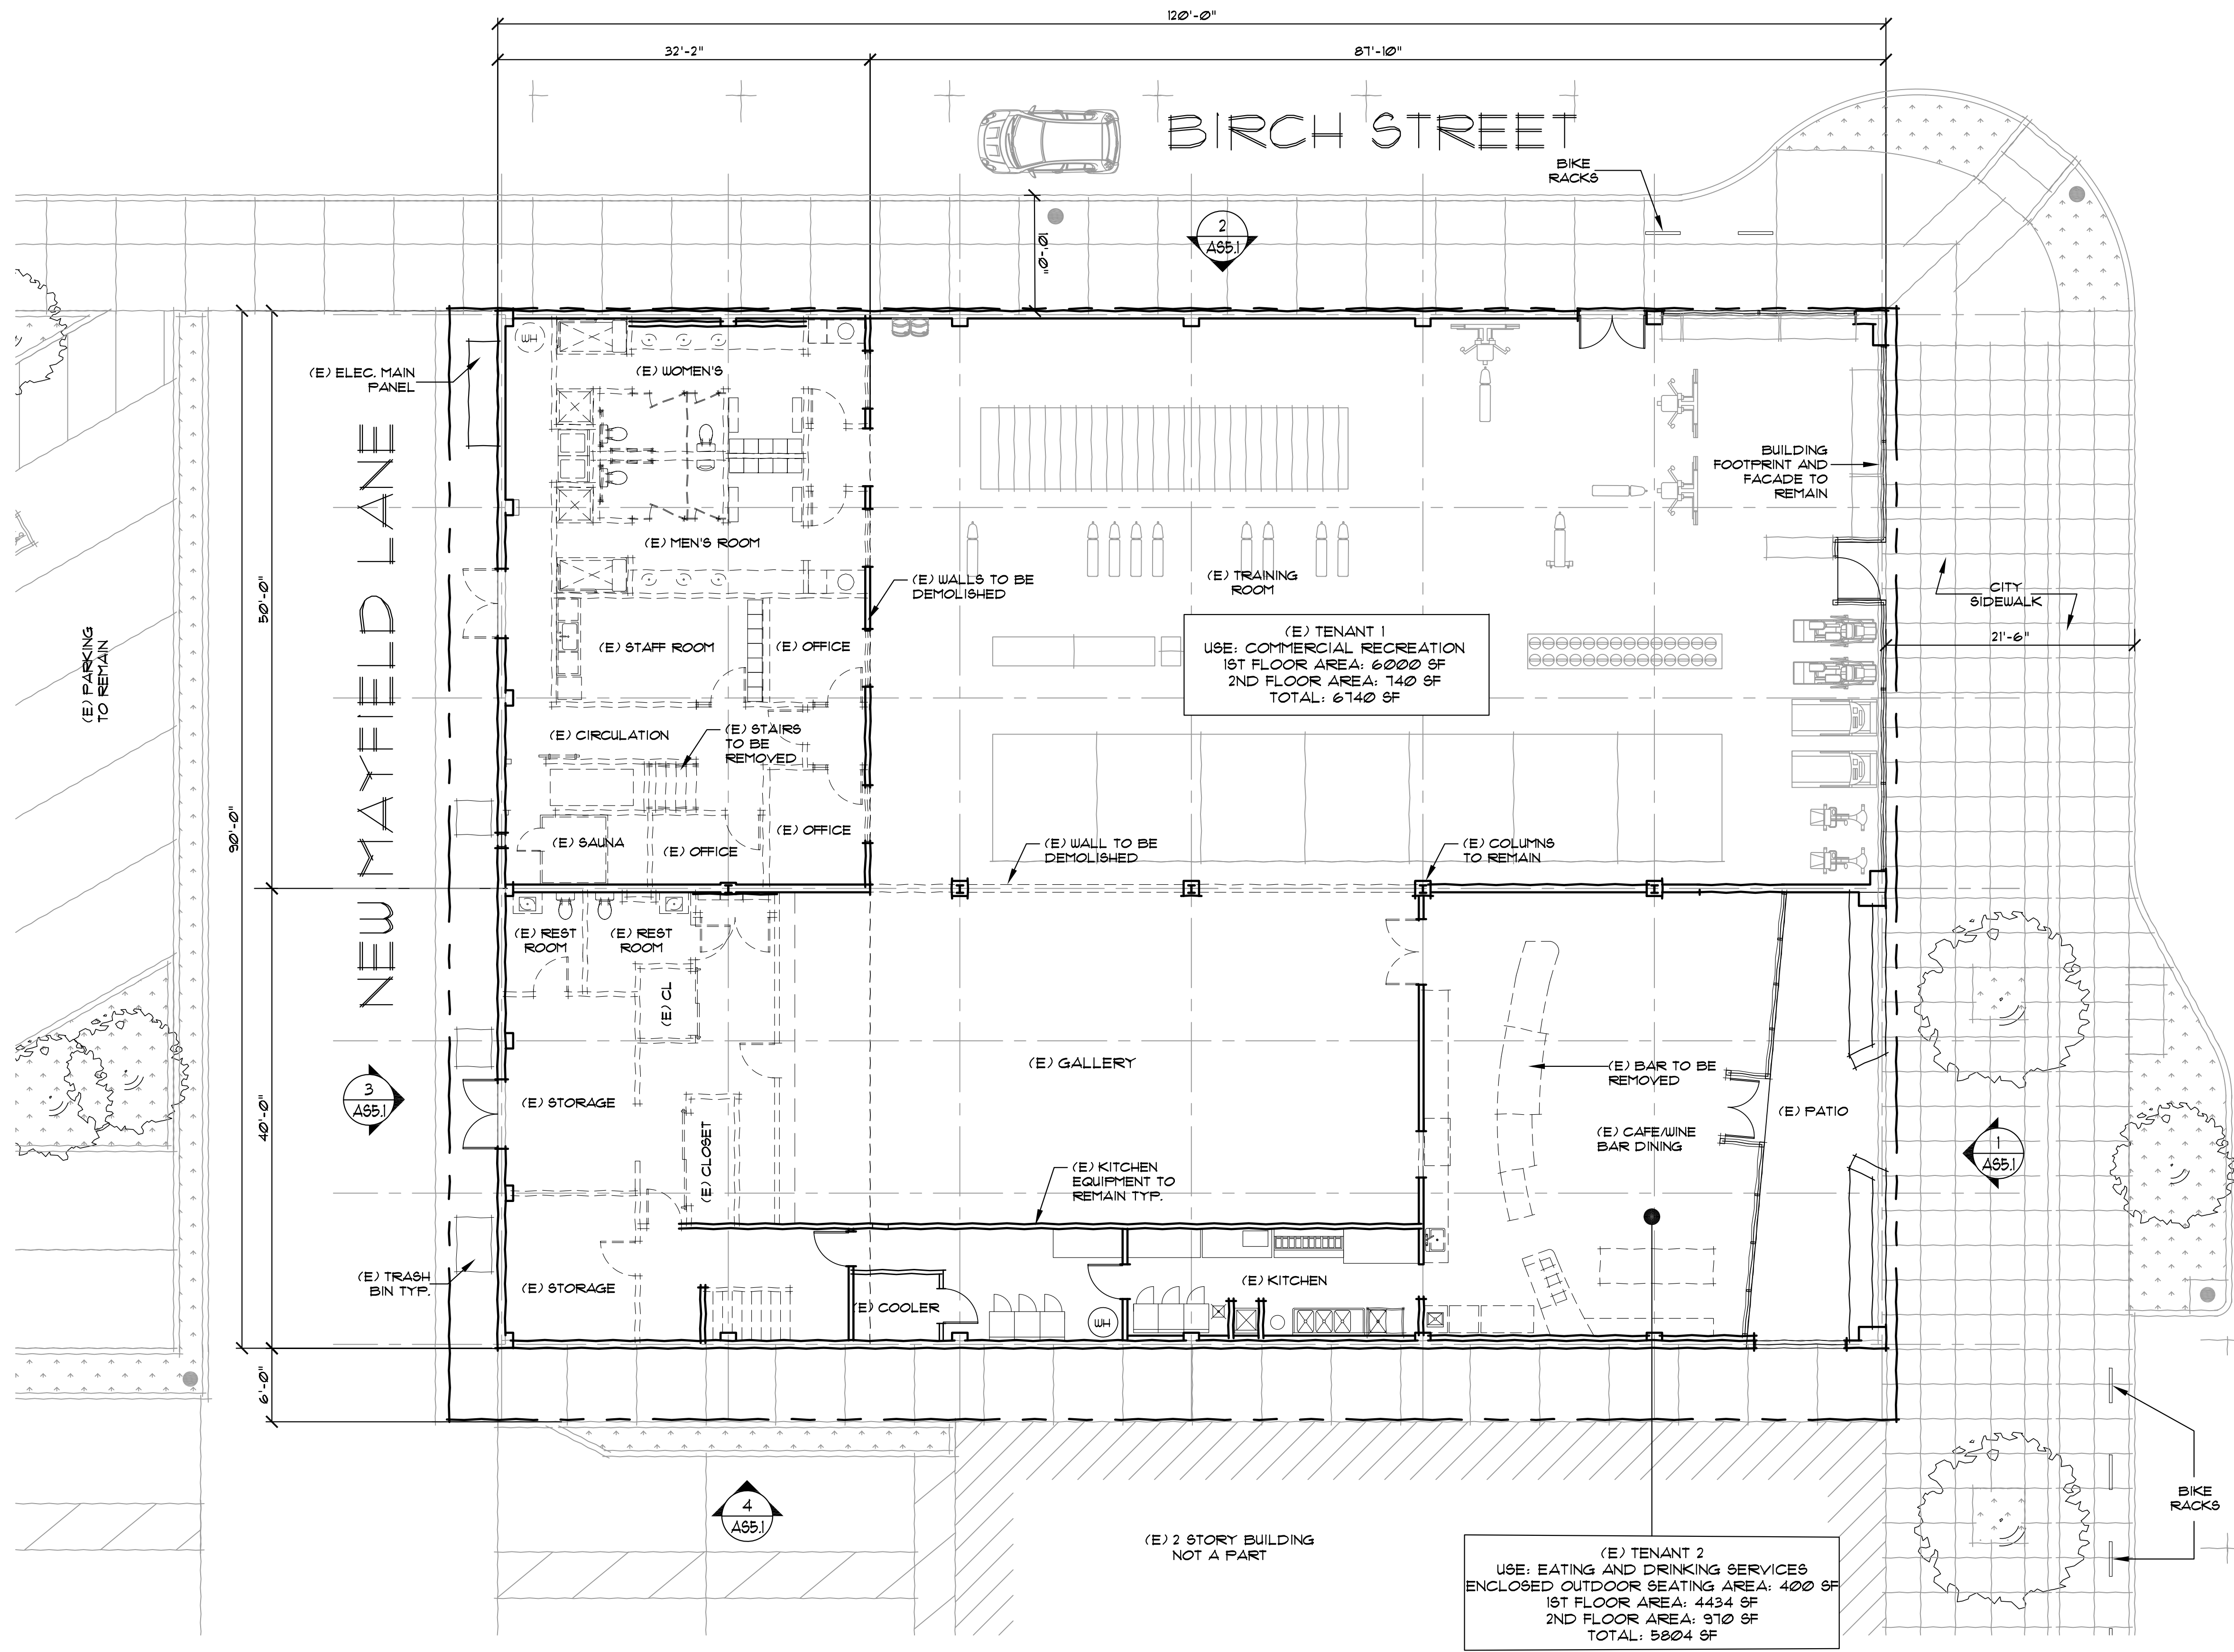 120'-0"
32'-2"
87'-10"
BIRCH STREET
BIKE
RACKS
10'-0"
2
AS5.1
(E) ELEC. MAIN
PANEL
WH
(E) WOMEN'S
BUILDING
FOOTPRINT AND
FACADE TO
REMAIN
NEW MAYFIELD LANE
(E) MEN'S ROOM
(E) WALLS TO BE
DEMOLISHED
(E) TRAINING
ROOM
50'-0"
CITY
SIDEWALK
21'-6"
(E) PARKING
TO REMAIN
(E) STAFF ROOM
(E) OFFICE
(E) TENANT 1
USE: COMMERCIAL RECREATION
1ST FLOOR AREA: 6000 SF
2ND FLOOR AREA: 740 SF
TOTAL: 6740 SF
(E) CIRCULATION
(E) STAIRS
TO BE
REMOVED
90'-0"
(E) SAUNA
(E) OFFICE
(E) OFFICE
(E) WALL TO BE
DEMOLISHED
(E) COLUMNS
TO REMAIN
(E) REST
ROOM
(E) REST
ROOM
(E) CL
(E) GALLERY
(E) BAR TO BE
REMOVED
3
AS5.1
(E) STORAGE
40'-0"
(E) CLOSET
(E) CAFE/WINE
BAR DINING
(E) PATIO
1
AS5.1
(E) KITCHEN
EQUIPMENT TO
REMAIN TYP.
(E) TRASH
BIN TYP.
(E) STORAGE
(E) COOLER
WH
(E) KITCHEN
6'-0"
4
AS5.1
(E) 2 STORY BUILDING
NOT A PART
BIKE
RACKS
(E) TENANT 2
USE: EATING AND DRINKING SERVICES
ENCLOSED OUTDOOR SEATING AREA: 400 SF
1ST FLOOR AREA: 4434 SF
2ND FLOOR AREA: 970 SF
TOTAL: 5804 SF